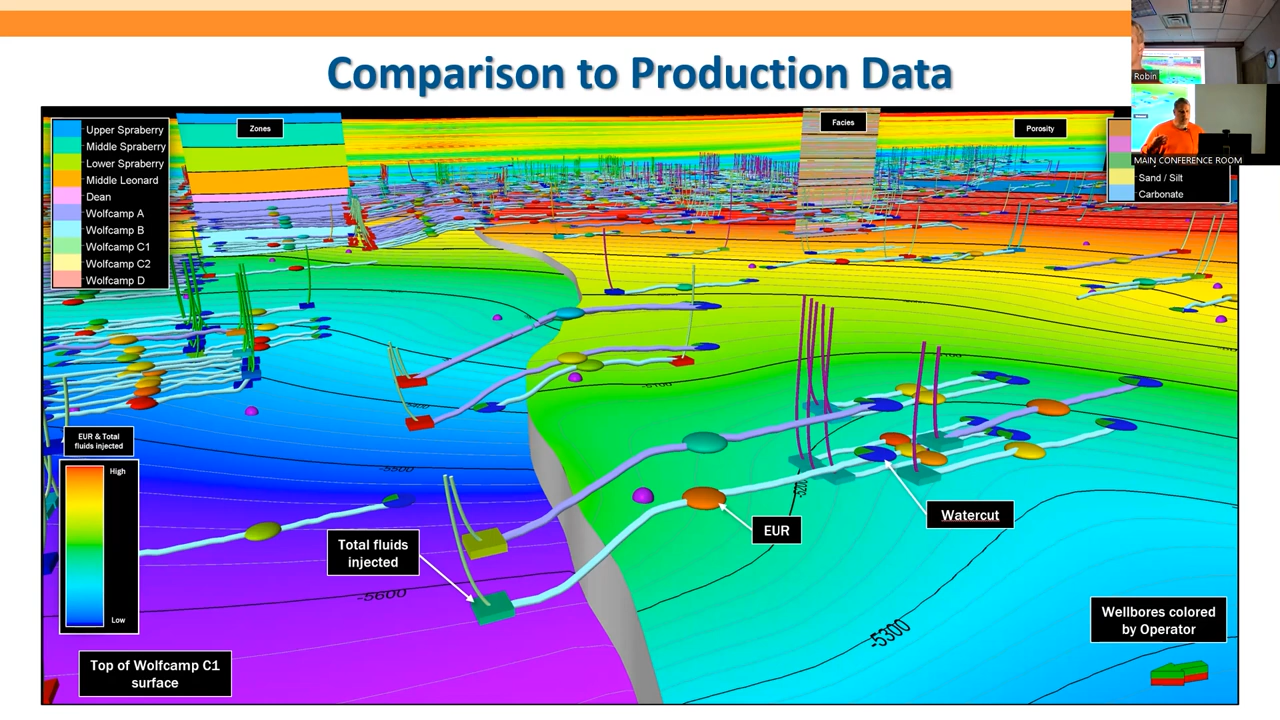 Comparison to Production Data
Robin
MAIN CONFERENCE ROOM
Zones
Facies
Porosity
Upper Spraberry
Middle Spraberry
Lower Spraberry
Middle Leonard
Dean
Wolfcamp A
Wolfcamp B
Wolfcamp C1
Wolfcamp C2
Wolfcamp D
Sand / Silt
Carbonate
EUR & Total
fluids injected
High
Low
-5500
-5600
-5200
-5300
Total fluids
injected
EUR
Watercut
Wellbores colored
by Operator
Top of Wolfcamp C1
surface